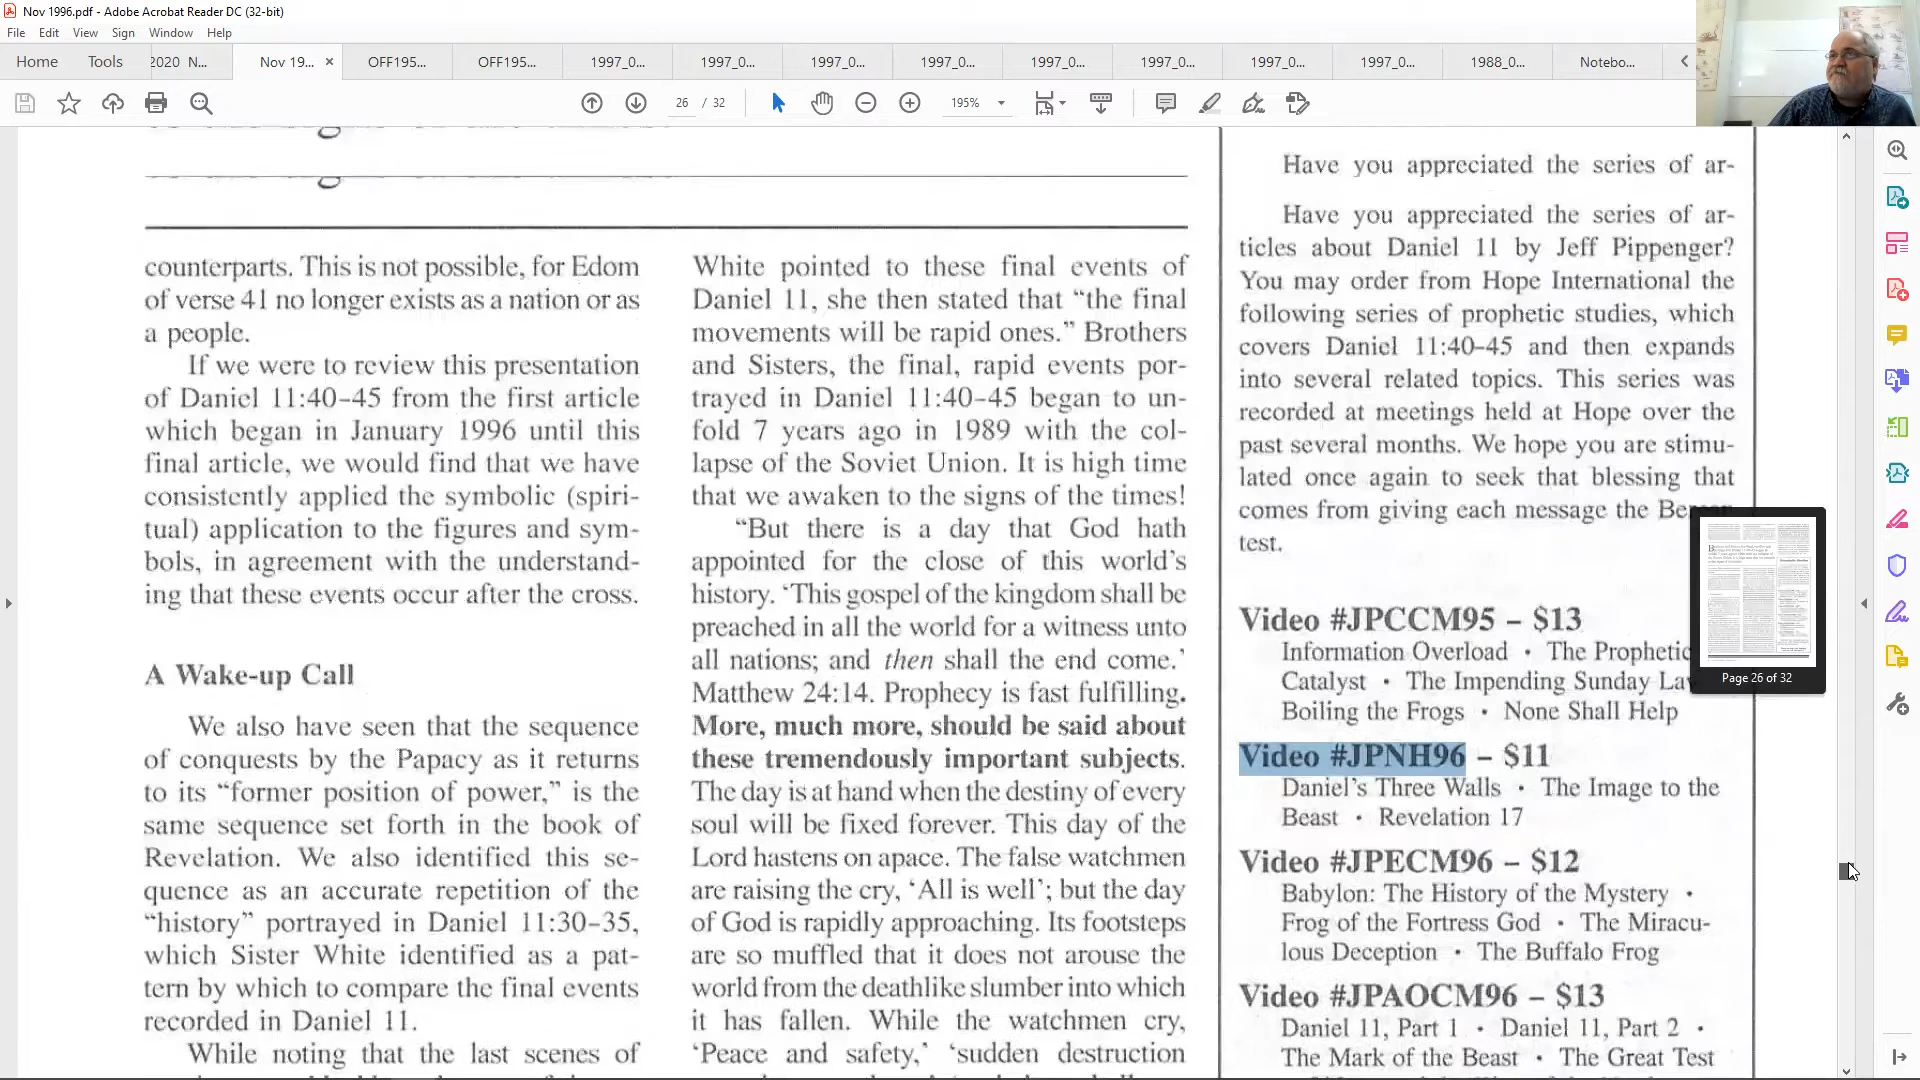 Nov 1996.pdf - Adobe Acrobat Reader DC (32-bit)
File Edit View Sign Window Help
Home Tools 2020 N... Nov 19... × OFF195... OFF195... 1997_0... 1997_0... 1997_0... 1997_0... 1997_0... 1997_0... 1997_0... 1997_0... 1988_0... Notebo...
26 / 32 195%
counterparts. This is not possible, for Edom
of verse 41 no longer exists as a nation or as
a people.
If we were to review this presentation
of Daniel 11:40–45 from the first article
which began in January 1996 until this
final article, we would find that we have
consistently applied the symbolic (spiri-
tual) application to the figures and sym-
bols, in agreement with the understand-
ing that these events occur after the cross.
A Wake-up Call
We also have seen that the sequence
of conquests by the Papacy as it returns
to its “former position of power,” is the
same sequence set forth in the book of
Revelation. We also identified this se-
quence as an accurate repetition of the
“history” portrayed in Daniel 11:30–35,
which Sister White identified as a pat-
tern by which to compare the final events
recorded in Daniel 11.
While noting that the last scenes of
White pointed to these final events of
Daniel 11, she then stated that “the final
movements will be rapid ones.” Brothers
and Sisters, the final, rapid events por-
trayed in Daniel 11:40–45 began to un-
fold 7 years ago in 1989 with the col-
lapse of the Soviet Union. It is high time
that we awaken to the signs of the times!
“But there is a day that God hath
appointed for the close of this world’s
history. ‘This gospel of the kingdom shall be
preached in all the world for a witness unto
all nations; and then shall the end come.’
Matthew 24:14. Prophecy is fast fulfilling.
More, much more, should be said about
these tremendously important subjects.
The day is at hand when the destiny of every
soul will be fixed forever. This day of the
Lord hastens on apace. The false watchmen
are raising the cry, ‘All is well’; but the day
of God is rapidly approaching. Its footsteps
are so muffled that it does not arouse the
world from the deathlike slumber into which
it has fallen. While the watchmen cry,
‘Peace and safety,’ ‘sudden destruction
Have you appreciated the series of ar-
Have you appreciated the series of ar-
ticles about Daniel 11 by Jeff Pippenger?
You may order from Hope International the
following series of prophetic studies, which
covers Daniel 11:40–45 and then expands
into several related topics. This series was
recorded at meetings held at Hope over the
past several months. We hope you are stimu-
lated once again to seek that blessing that
comes from giving each message the
test.
Video #JPCCM95 – $13
Information Overload • The Prophetic
Catalyst • The Impending Sunday
Boiling the Frogs • None Shall Help
Video #JPNH96 – $11
Daniel’s Three Walls • The Image to the
Beast • Revelation 17
Video #JPECM96 – $12
Babylon: The History of the Mystery •
Frog of the Fortress God • The Miracu-
lous Deception • The Buffalo Frog
Video #JPAOCM96 – $13
Daniel 11, Part 1 • Daniel 11, Part 2 •
The Mark of the Beast • The Great Test
Page 26 of 32